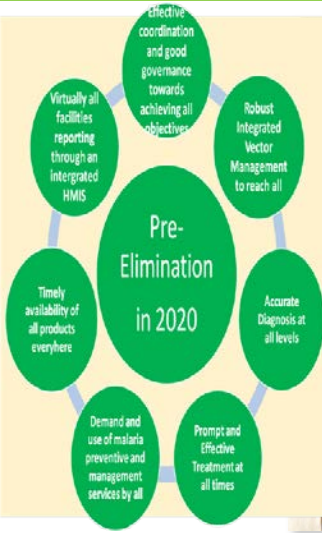 Effective
coordination
and good
governance
towards
achieving all
objectives
Robust
Integrated
Vector
Management
to reach all
Accurate
Diagnosis at
all levels
Prompt and
Effective
Treatment at
all times
Demand and
use of malaria
preventive and
management
services by all
Timely
availability of
all products
everyhere
Virtually all
facilities
reporting
through an
intergrated
HMIS
Pre-
Elimination
in 2020